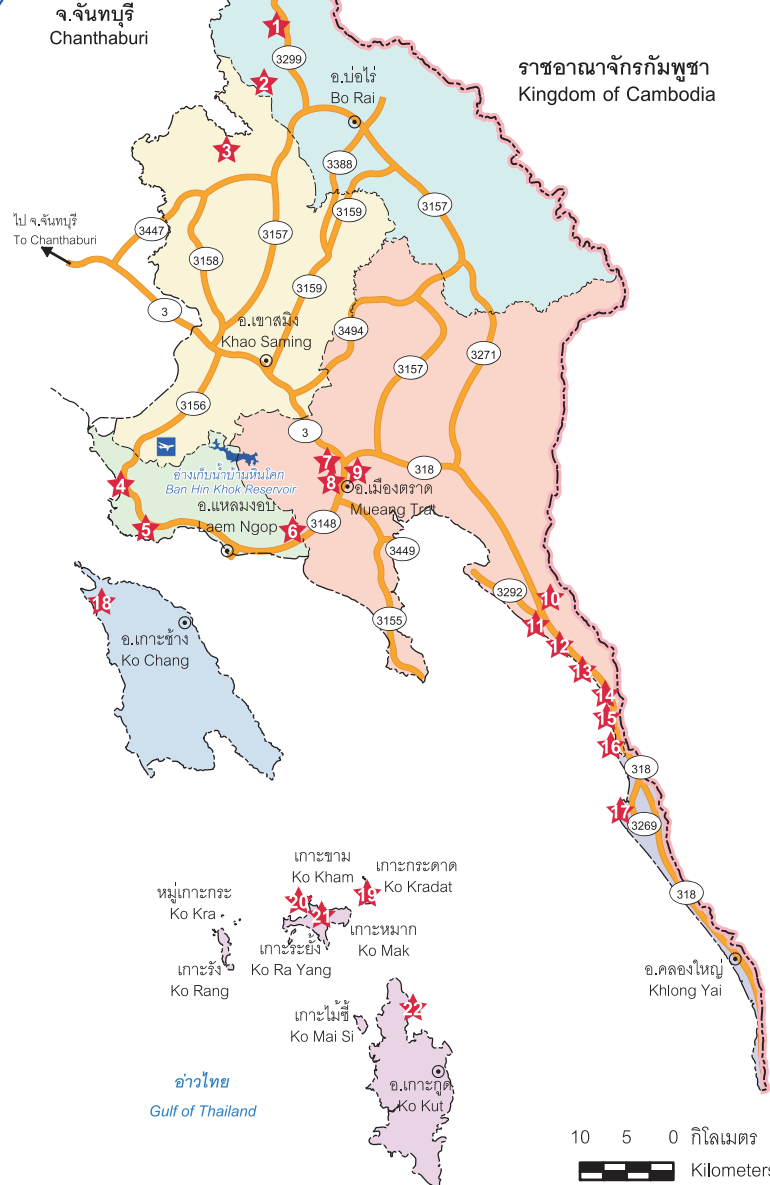 จ.จันทบุรี
Chanthaburi
1
3299
2
อ.บ่อไร่
Bo Rai
ราชอาณาจักรกัมพูชา
Kingdom of Cambodia
3
3388
3159
3157
ไป จ.จันทบุรี
To Chanthaburi
3447
3158
3157
3159
3
อ.เขาสมิง
Khao Saming
3494
3271
3157
3156
3
7
9
318
8
4
อ่างเก็บน้ำบ้านหินโคก
Ban Hin Khok Reservoir
อ.เมืองตราด
Mueang Trat
อ.แหลมงอบ
Laem Ngop
5
6
3148
3449
3292
10
18
11
3155
12
อ.เกาะช้าง
Ko Chang
13
14
15
16
318
17
3269
เกาะขาม
Ko Kham
เกาะกระดาด
Ko Kradat
19
หมู่เกาะกระ
Ko Kra
20
21
318
เกาะหมาก
Ko Mak
เกาะระยั้ง
Ko Ra Yang
เกาะรัง
Ko Rang
อ.คลองใหญ่
Khlong Yai
22
เกาะไม้ซี้
Ko Mai Si
อ่าวไทย
Gulf of Thailand
อ.เกาะกูด
Ko Kut
10 5 0 กิโลเมตร
Kilometers